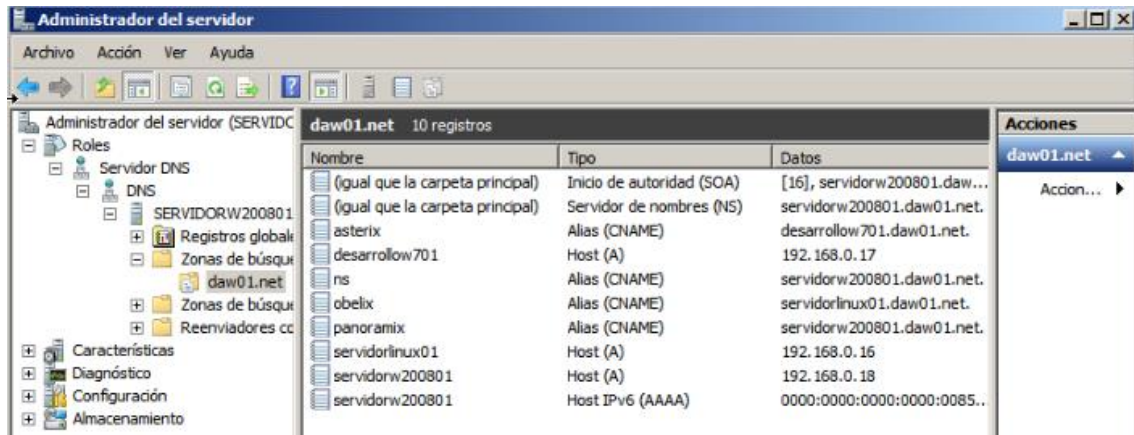 Administrador del servidor
Archivo Acción Ver Ayuda
Administrador del servidor (SERVIDC
Roles
Servidor DNS
DNS
SERVIDORW200801
Registros globale
Zonas de búsque
daw01.net
Zonas de búsque
Reenviadores cc
Características
Diagnóstico
Configuración
Almacenamiento
daw01.net 10 registros
Nombre Tipo Datos
(igual que la carpeta principal) Inicio de autoridad (SOA) [16], servidorw200801.daw...
(igual que la carpeta principal) Servidor de nombres (NS) servidorw200801.daw01.net.
asterix Alias (CNAME) desarrollow701.daw01.net.
desarrollow701 Host (A) 192.168.0.17
ns Alias (CNAME) servidorw200801.daw01.net.
obelix Alias (CNAME) servidorlinux01.daw01.net.
panoramix Alias (CNAME) servidorw200801.daw01.net.
servidorlinux01 Host (A) 192.168.0.16
servidorw200801 Host (A) 192.168.0.18
servidorw200801 Host IPv6 (AAAA) 0000:0000:0000:0000:0085..
Acciones
daw01.net
Accion...